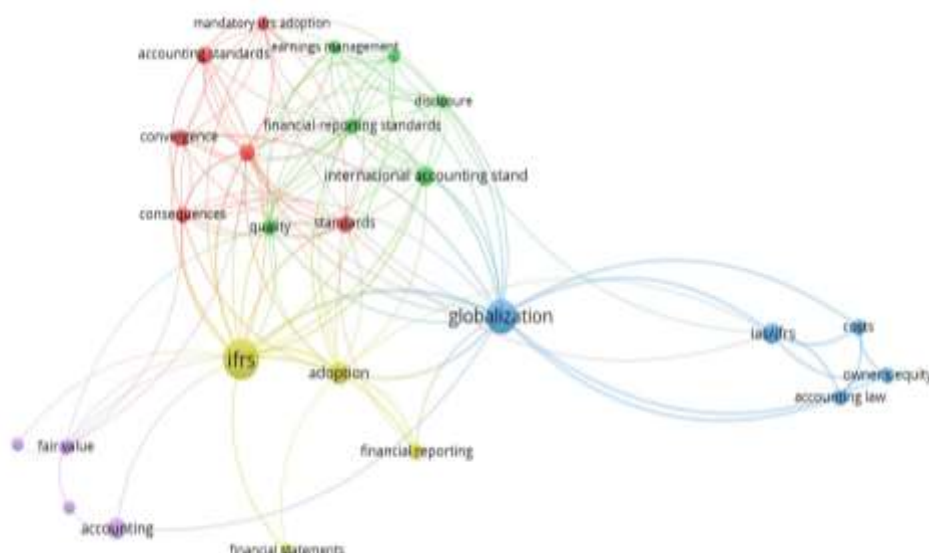 mandatory ifrs adoption
accounting standards
earnings management
disclosure
financial reporting standards
convergence
international accounting stand
consequences
quality
standards
globalization
ias/ifrs
costs
ifrs
adoption
owner's equity
accounting law
fair value
financial reporting
accounting
financial statements